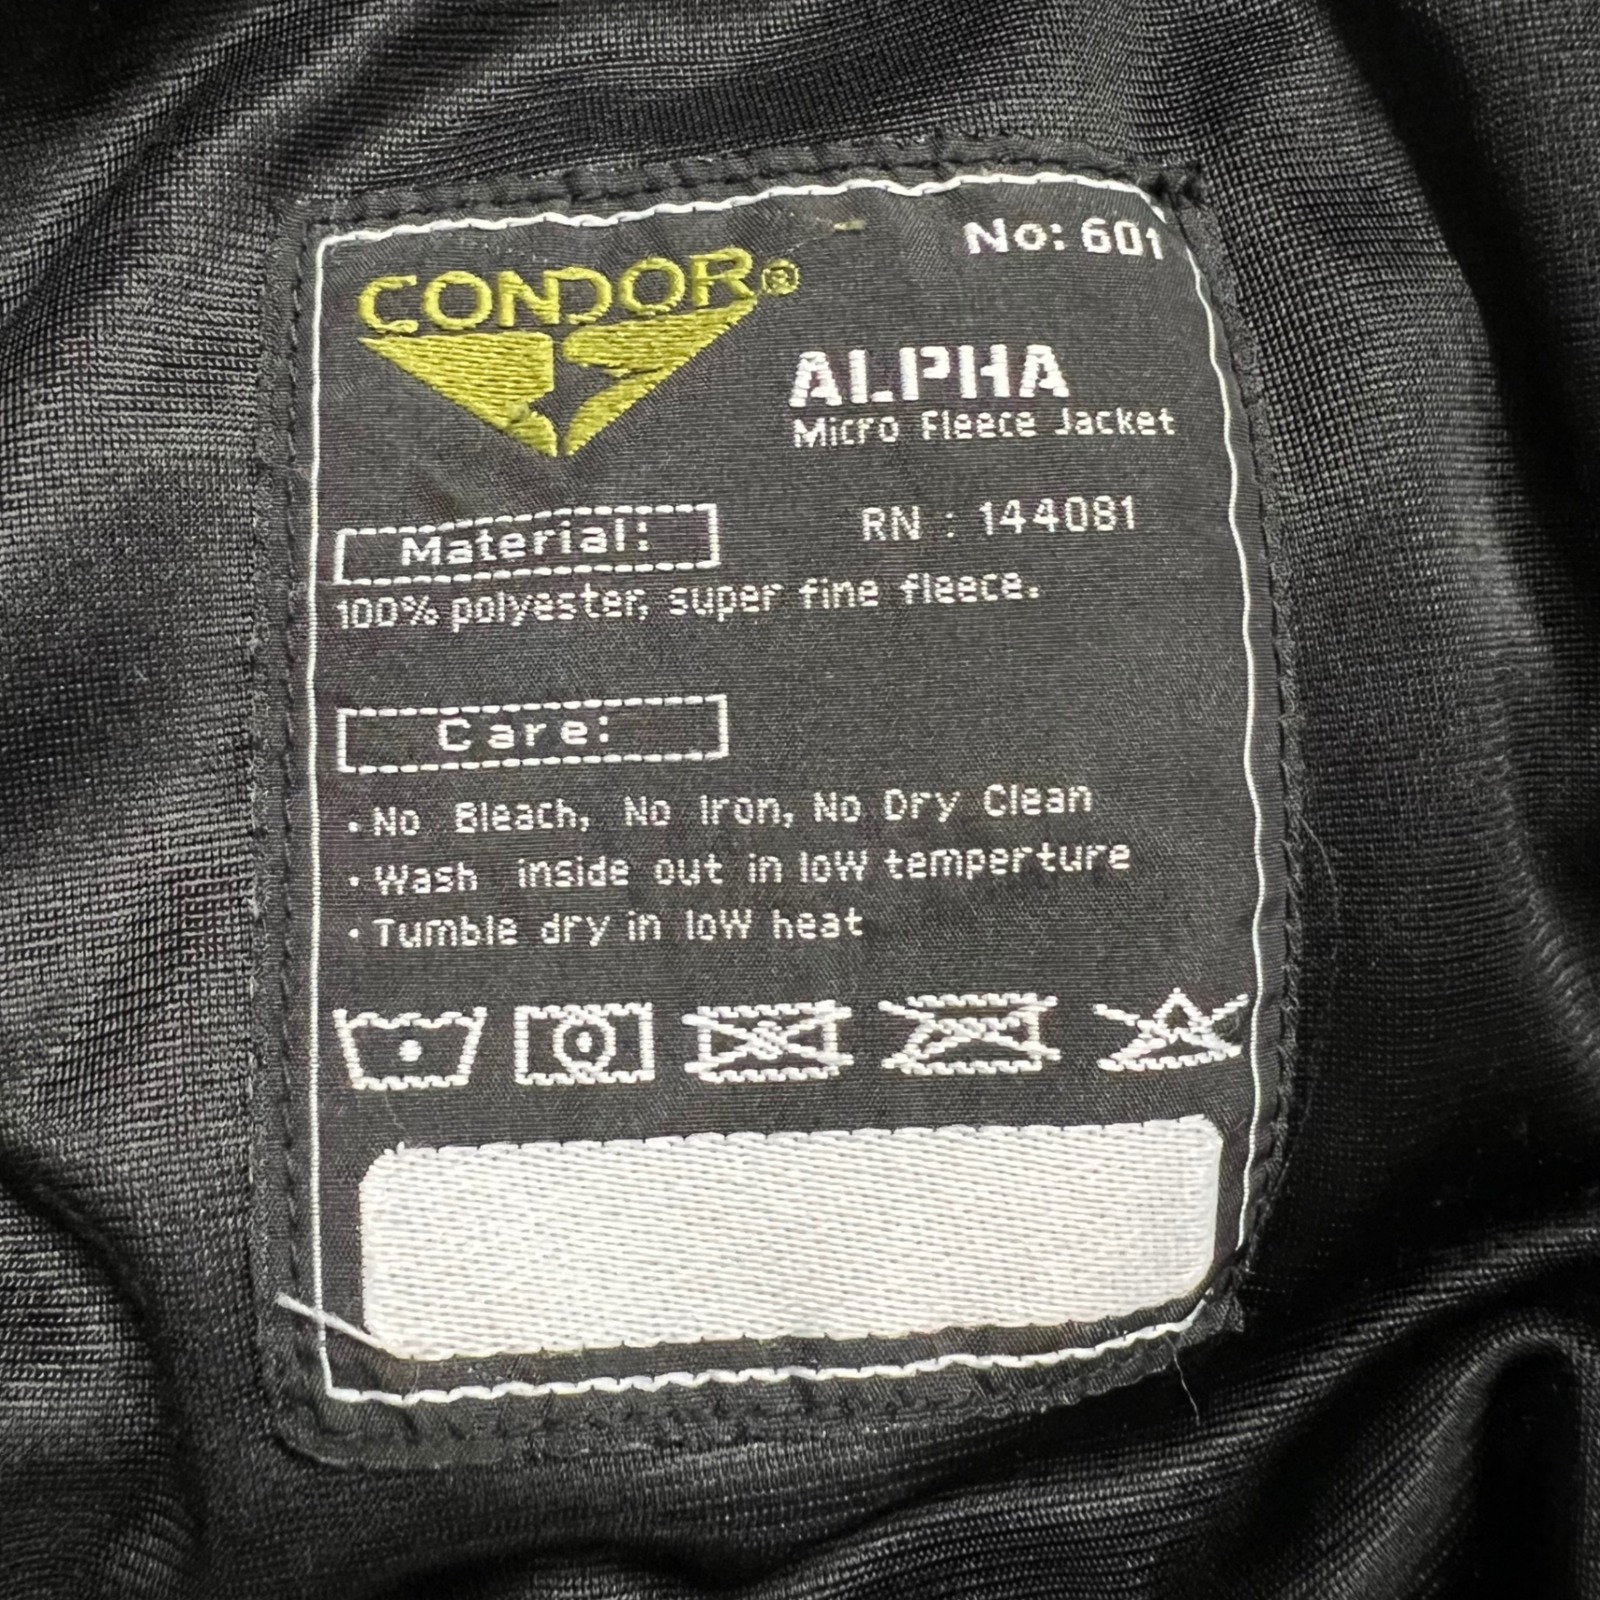 No: 601
CONDOR®
ALPHA
Micro Fleece Jacket
RN : 144081
Material:
100% polyester, super fine fleece.
Care:
• No Bleach, No Iron, No Dry Clean
• Wash inside out in loW temperture
• Tumble dry in loW heat